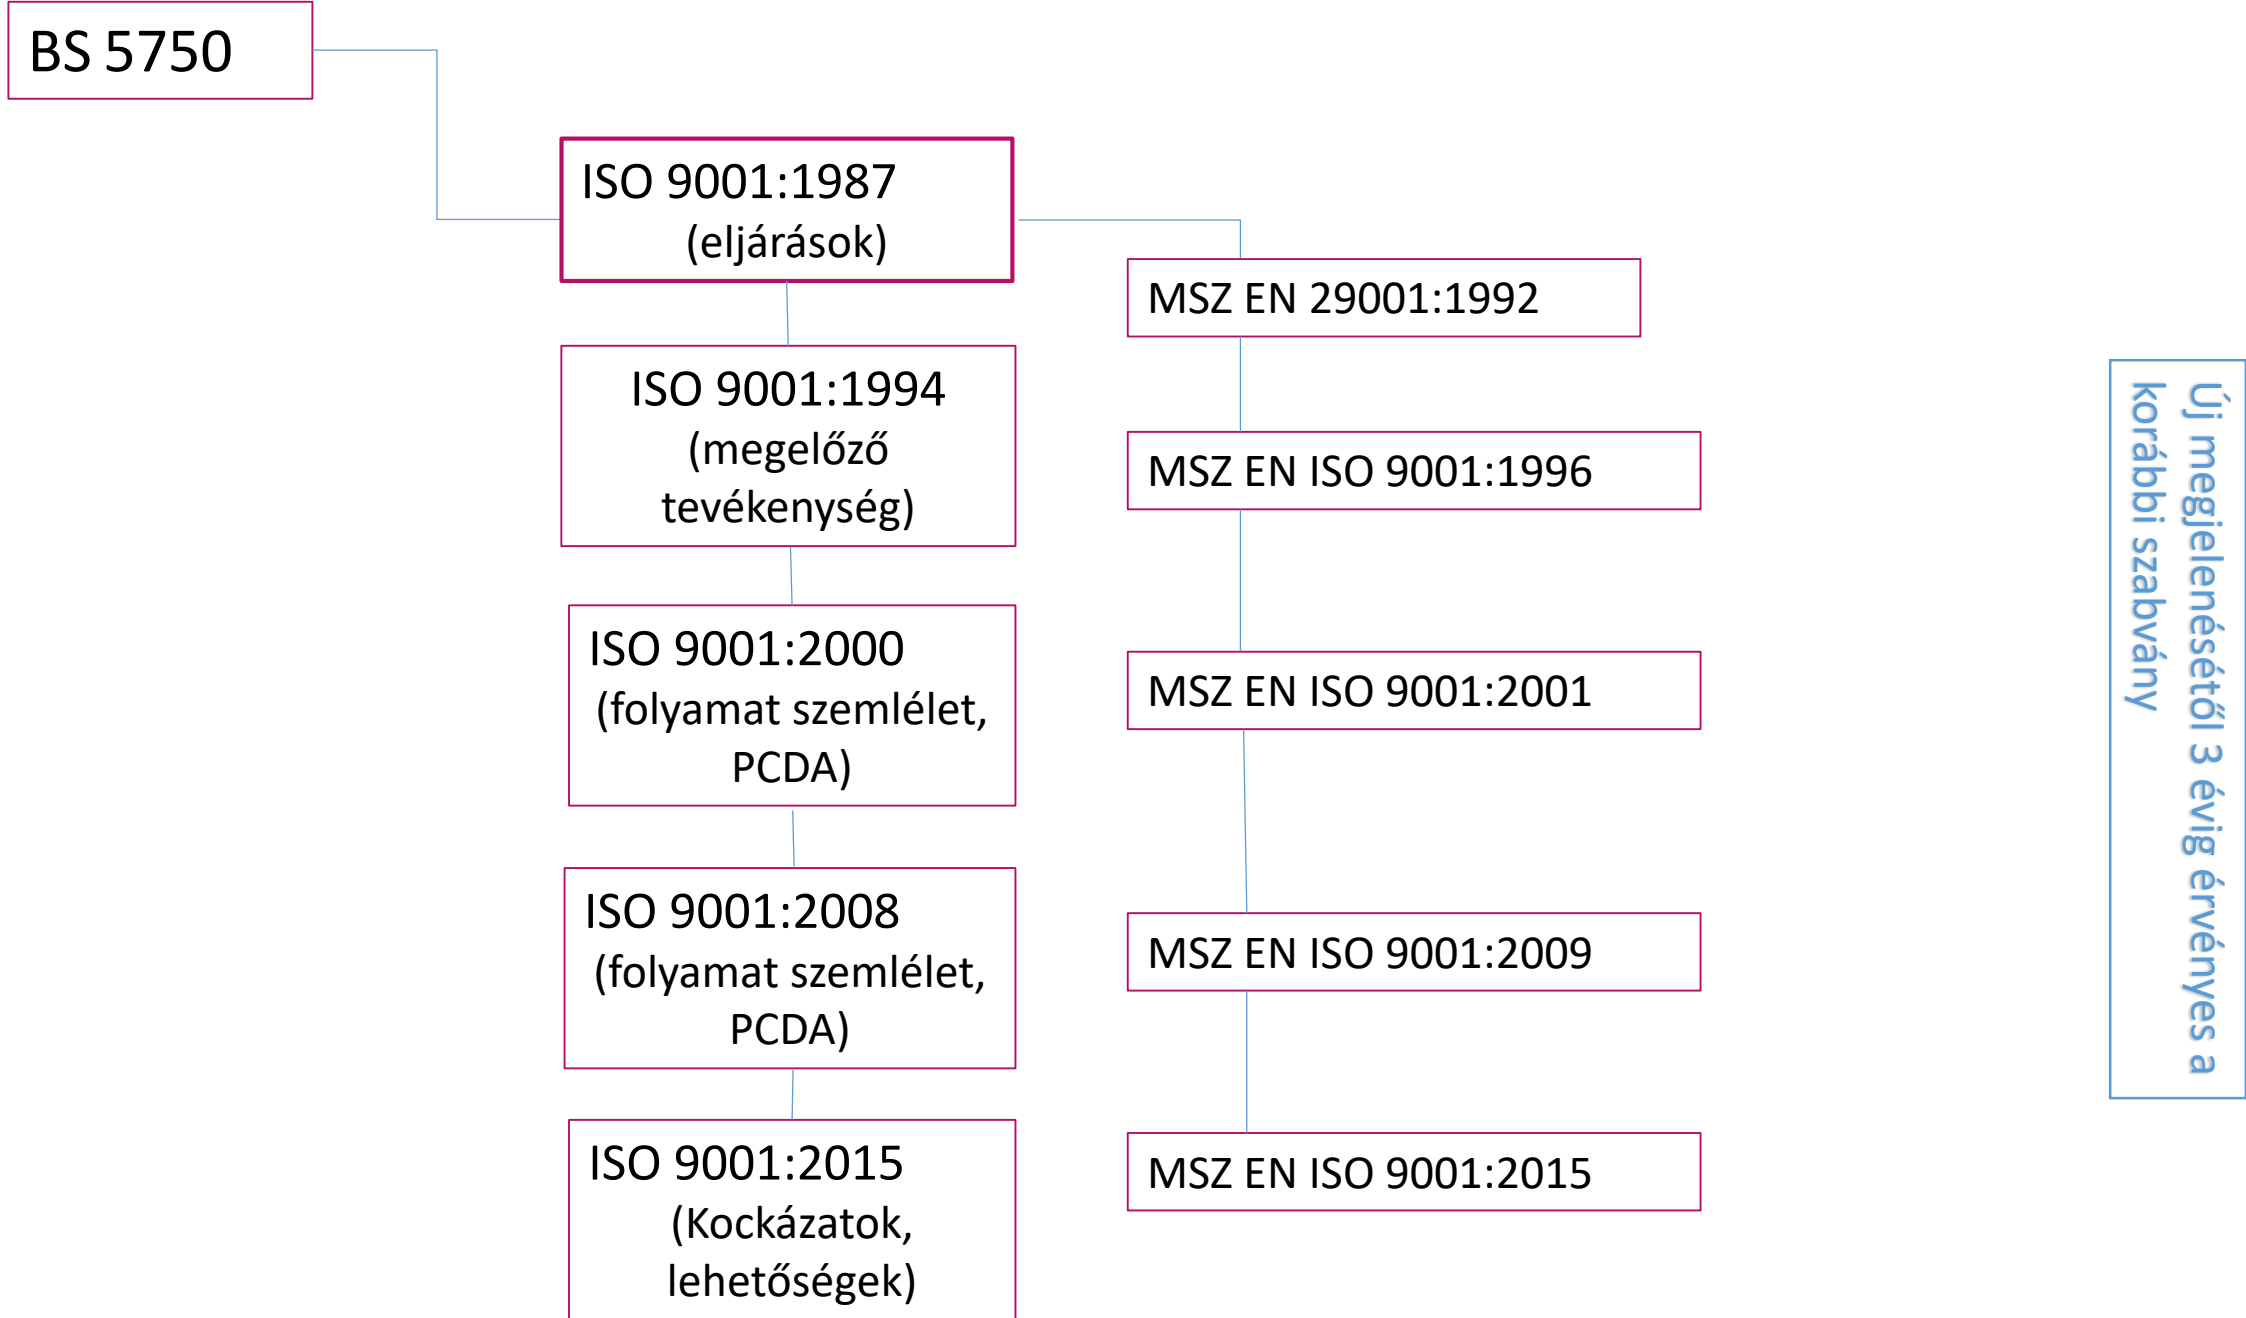 BS 5750
ISO 9001:1987
(eljárások)
MSZ EN 29001:1992
ISO 9001:1994
(megelőző
tevékenység)
MSZ EN ISO 9001:1996
ISO 9001:2000
(folyamat szemlélet,
PCDA)
MSZ EN ISO 9001:2001
ISO 9001:2008
(folyamat szemlélet,
PCDA)
MSZ EN ISO 9001:2009
ISO 9001:2015
(Kockázatok,
lehetőségek)
MSZ EN ISO 9001:2015
Új megjelenésétől 3 évig érvényes a
korábbi szabvány